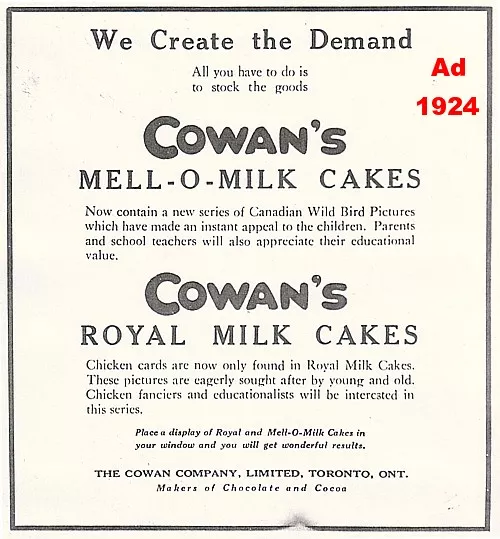 We Create the Demand
All you have to do is
to stock the goods
Ad
1924
COWAN'S
MELL-O-MILK CAKES
Now contain a new series of Canadian Wild Bird Pictures
which have made an instant appeal to the children. Parents
and school teachers will also appreciate their educational
value.
COWAN'S
ROYAL MILK CAKES
Chicken cards are now only found in Royal Milk Cakes.
These pictures are eagerly sought after by young and old.
Chicken fanciers and educationalists will be interested in
this series.
Place a display of Royal and Mell-O-Milk Cakes in
your window and you will get wonderful results.
THE COWAN COMPANY, LIMITED, TORONTO, ONT.
Makers of Chocolate and Cocoa